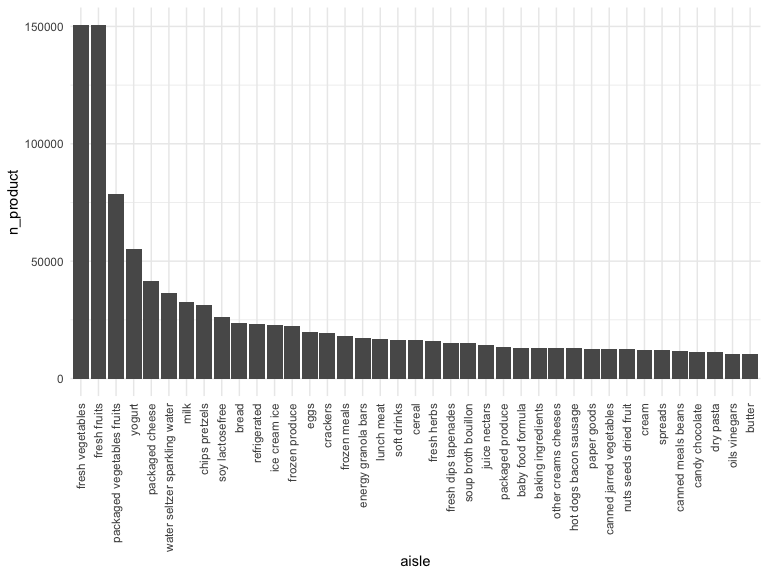 150000
100000
50000
0
n_product
fresh vegetables
fresh fruits
packaged vegetables fruits
yogurt
packaged cheese
water seltzer sparkling water
milk
chips pretzels
soy lactosefree
bread
refrigerated
ice cream ice
frozen produce
eggs
crackers
frozen meals
energy granola bars
lunch meat
soft drinks
cereal
fresh herbs
fresh dips tapenades
soup broth bouillon
juice nectars
packaged produce
baby food formula
baking ingredients
other creams cheeses
hot dogs bacon sausage
paper goods
canned jarred vegetables
nuts seeds dried fruit
cream
spreads
canned meals beans
candy chocolate
dry pasta
oils vinegars
butter
aisle